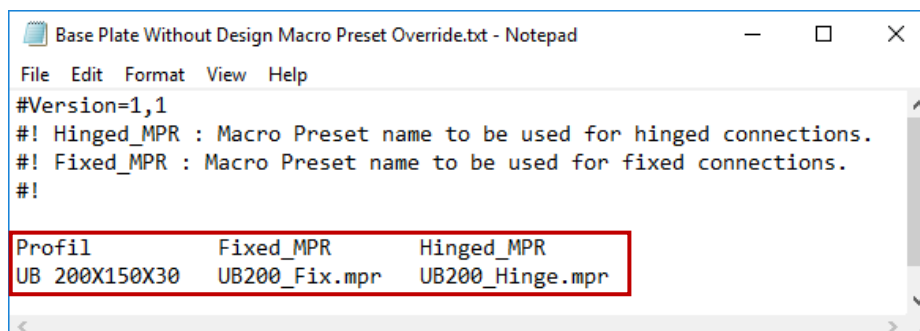 Base Plate Without Design Macro Preset Override.txt - Notepad
File Edit Format View Help
#Version=1,1
#! Hinged_MPR : Macro Preset name to be used for hinged connections.
#! Fixed_MPR : Macro Preset name to be used for fixed connections.
#!
Profil Fixed_MPR Hinged_MPR
UB 200X150X30 UB200_Fix.mpr UB200_Hinge.mpr